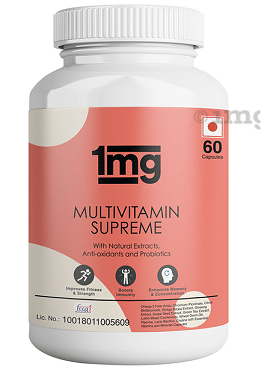 1mg
60
Capsules
1mg
MULTIVITAMIN
SUPREME
With Natural Extracts,
Anti-oxidants and Probiotics
Improves Fitness
& Strength
Boosts
Immunity
Enhances Memory
& Concentration
fssai
Lic. No.: 10018011005609